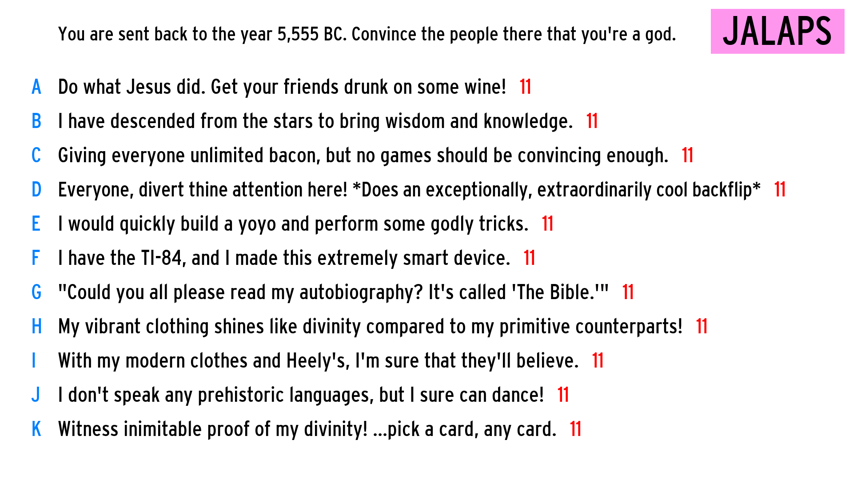 You are sent back to the year 5,555 BC. Convince the people there that you're a god.
JALAPS
A Do what Jesus did. Get your friends drunk on some wine! 11
B I have descended from the stars to bring wisdom and knowledge. 11
C Giving everyone unlimited bacon, but no games should be convincing enough. 11
D Everyone, divert thine attention here! *Does an exceptionally, extraordinarily cool backflip* 11
E I would quickly build a yoyo and perform some godly tricks. 11
F I have the TI-84, and I made this extremely smart device. 11
G "Could you all please read my autobiography? It's called 'The Bible.'" 11
H My vibrant clothing shines like divinity compared to my primitive counterparts! 11
I With my modern clothes and Heely's, I'm sure that they'll believe. 11
J I don't speak any prehistoric languages, but I sure can dance! 11
K Witness inimitable proof of my divinity! ...pick a card, any card. 11